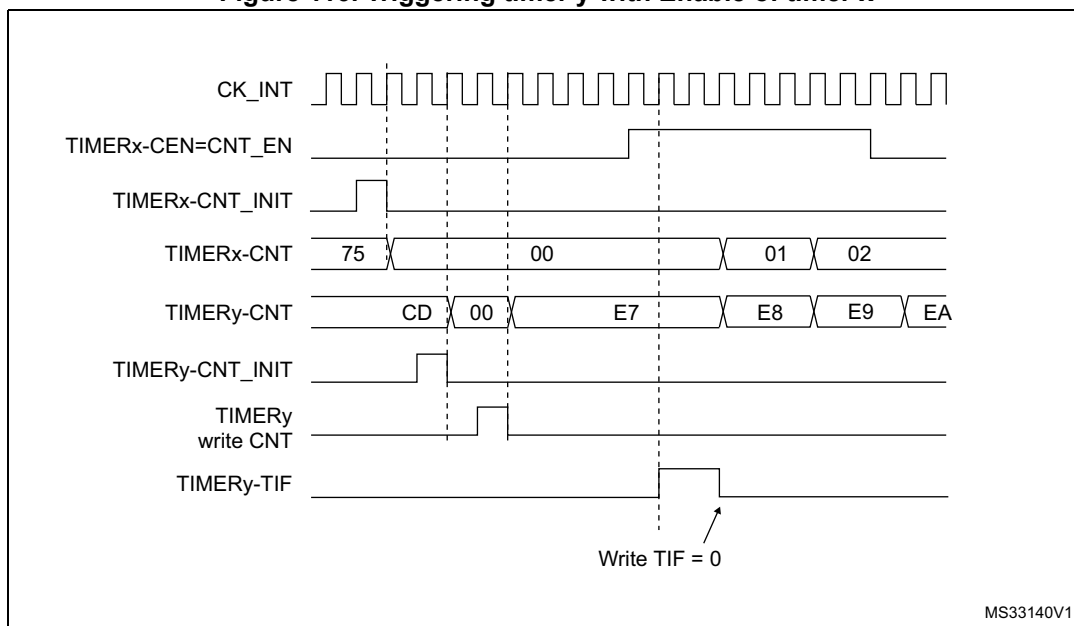 CK_INT
TIMERx-CEN=CNT_EN
TIMERx-CNT_INIT
TIMERx-CNT 75 00 01 02
TIMERy-CNT CD 00 E7 E8 E9 EA
TIMERy-CNT_INIT
TIMERy
write CNT
TIMERy-TIF
Write TIF = 0
MS33140V1